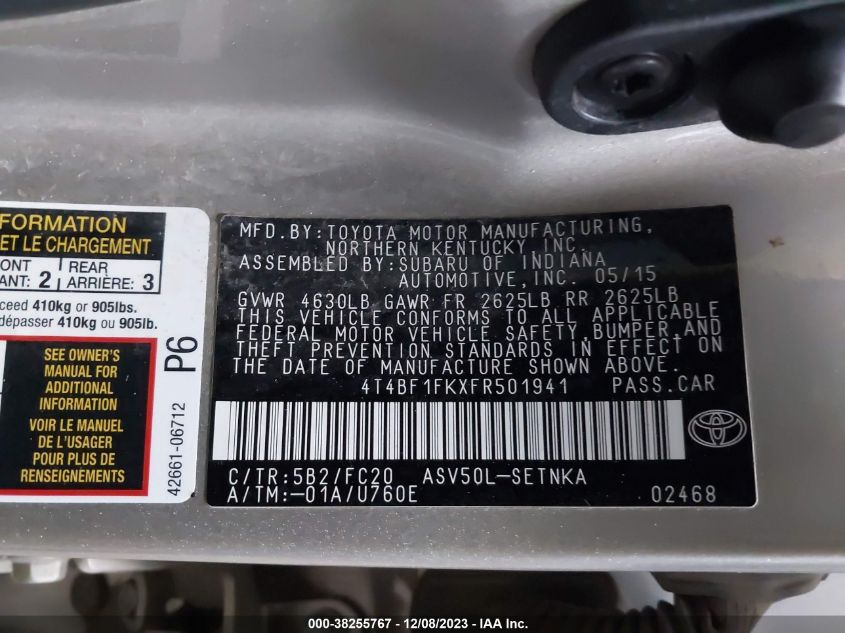 FORMATION
ET LE CHARGEMENT
ONT 2 REAR
ANT: 2 ARRIÈRE: 3
ceed 410kg or 905lbs.
dépasser 410kg ou 905lb.
SEE OWNER'S
MANUAL FOR
ADDITIONAL
INFORMATION
VOIR LE MANUEL
DE L'USAGER
POUR PLUS DE
RENSEIGNEMENTS
P6
42661-06712
MFD.BY:TOYOTA MOTOR MANUFACTURING,
NORTHERN KENTUCKY INC.
ASSEMBLED BY:SUBARU OF INDIANA
AUTOMOTIVE,INC. 05/15
GVWR 4630LB GAWR FR 2625LB RR 2625LB
THIS VEHICLE CONFORMS TO ALL APPLICABLE
FEDERAL MOTOR VEHICLE SAFETY,BUMPER,AND
THEFT PREVENTION STANDARDS IN EFFECT ON
THE DATE OF MANUFACTURE SHOWN ABOVE.
4T4BF1FKXFR501941 PASS.CAR
C/TR:5B2/FC20 ASV50L-SETNKA
A/TM:-01A/U760E 02468
000-38255767 - 12/08/2023 - IAA Inc.